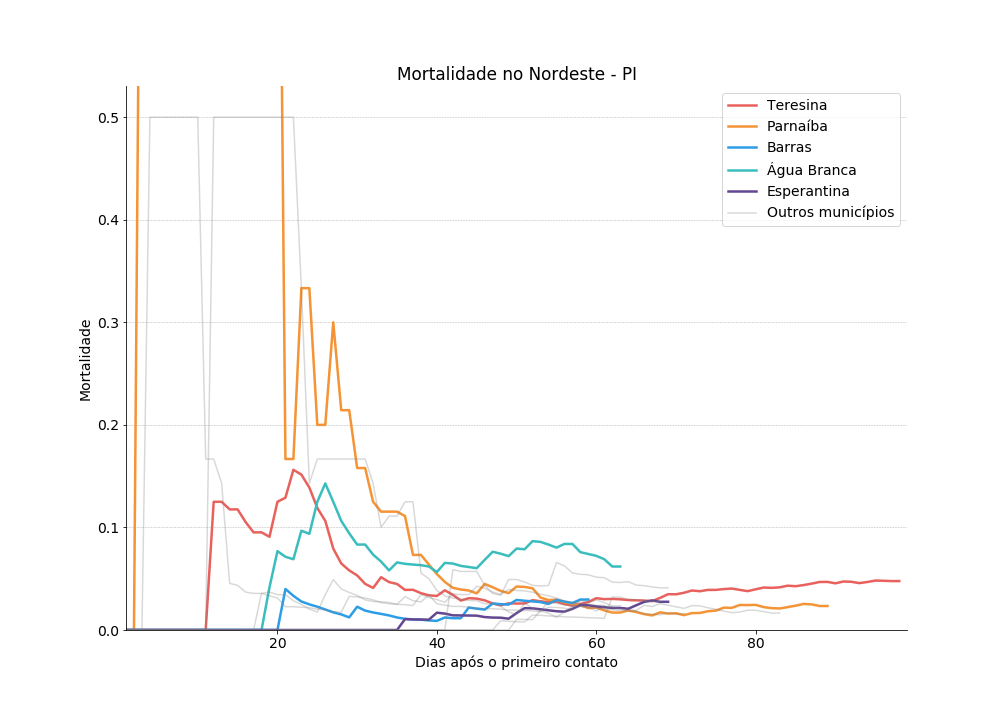 Mortalidade no Nordeste - PI
Teresina
Parnaíba
Barras
Água Branca
Esperantina
Outros municípios
Mortalidade
0.5
0.4
0.3
0.2
0.1
0.0
20
40
60
80
Dias após o primeiro contato